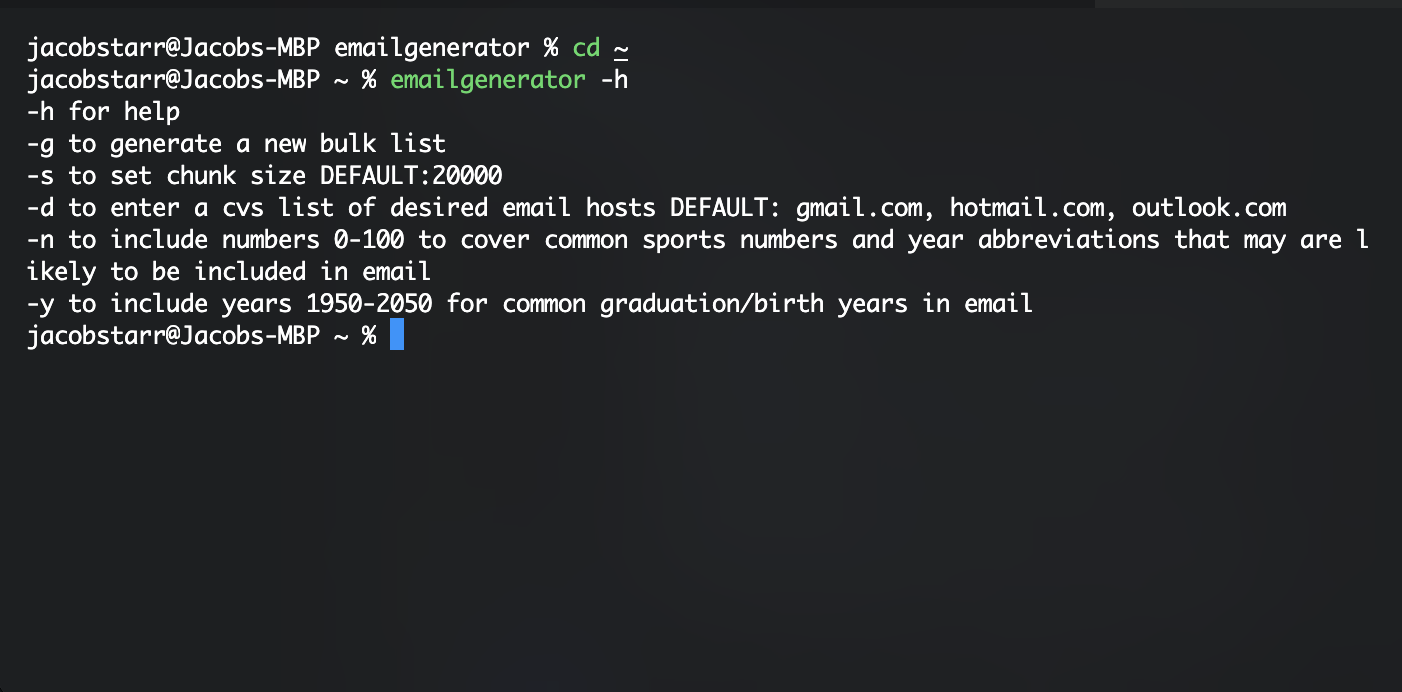 jacobstarr@Jacobs-MBP emailgenerator % cd ~
jacobstarr@Jacobs-MBP ~ % emailgenerator -h
-h for help
-g to generate a new bulk list
-s to set chunk size DEFAULT:20000
-d to enter a cvs list of desired email hosts DEFAULT: gmail.com, hotmail.com, outlook.com
-n to include numbers 0-100 to cover common sports numbers and year abbreviations that may are l
ikely to be included in email
-y to include years 1950-2050 for common graduation/birth years in email
jacobstarr@Jacobs-MBP ~ %